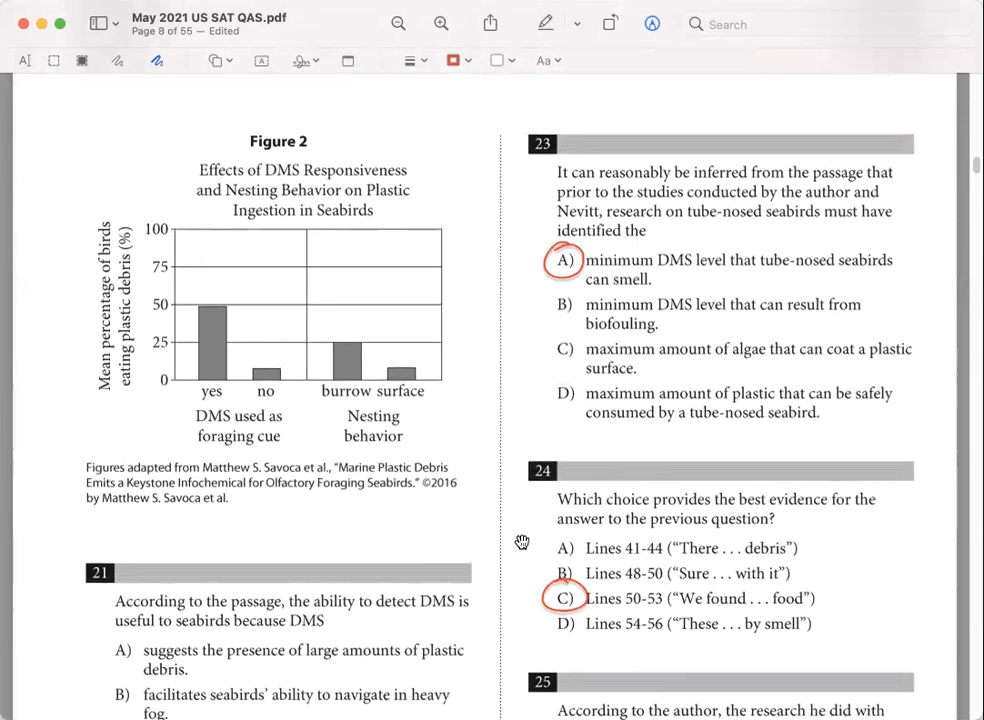 May 2021 US SAT QAS.pdf
Page 8 of 55 — Edited
Search
Aa
Figure 2
Effects of DMS Responsiveness
and Nesting Behavior on Plastic
Ingestion in Seabirds
Mean percentage of birds
eating plastic debris (%)
100
75
50
25
0
yes no burrow surface
DMS used as
foraging cue
Nesting
behavior
Figures adapted from Matthew S. Savoca et al., “Marine Plastic Debris
Emits a Keystone Infochemical for Olfactory Foraging Seabirds.” ©2016
by Matthew S. Savoca et al.
21
According to the passage, the ability to detect DMS is
useful to seabirds because DMS
A) suggests the presence of large amounts of plastic
debris.
B) facilitates seabirds’ ability to navigate in heavy
fog.
23
It can reasonably be inferred from the passage that
prior to the studies conducted by the author and
Nevitt, research on tube-nosed seabirds must have
identified the
A) minimum DMS level that tube-nosed seabirds
can smell.
B) minimum DMS level that can result from
biofouling.
C) maximum amount of algae that can coat a plastic
surface.
D) maximum amount of plastic that can be safely
consumed by a tube-nosed seabird.
24
Which choice provides the best evidence for the
answer to the previous question?
A) Lines 41-44 (“There . . . debris”)
B) Lines 48-50 (“Sure . . . with it”)
C) Lines 50-53 (“We found . . . food”)
D) Lines 54-56 (“These . . . by smell”)
25
According to the author, the research he did with